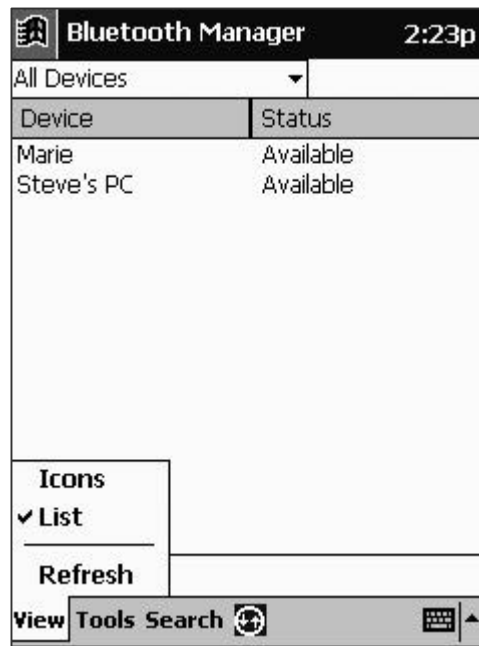 Bluetooth Manager 2:23p
All Devices
Device Status
Marie Available
Steve's PC Available
Icons
List
Refresh
View Tools Search